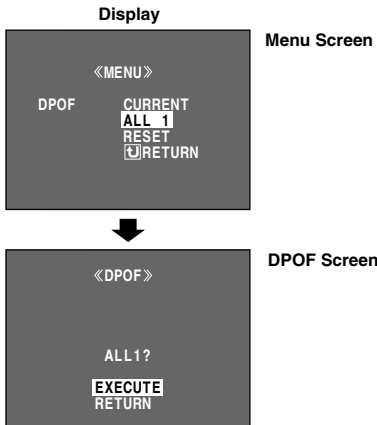 Display
Menu Screen
《MENU》
DPOF CURRENT
ALL 1
RESET
RETURN
DPOF Screen
《DPOF》
ALL1?
EXECUTE
RETURN